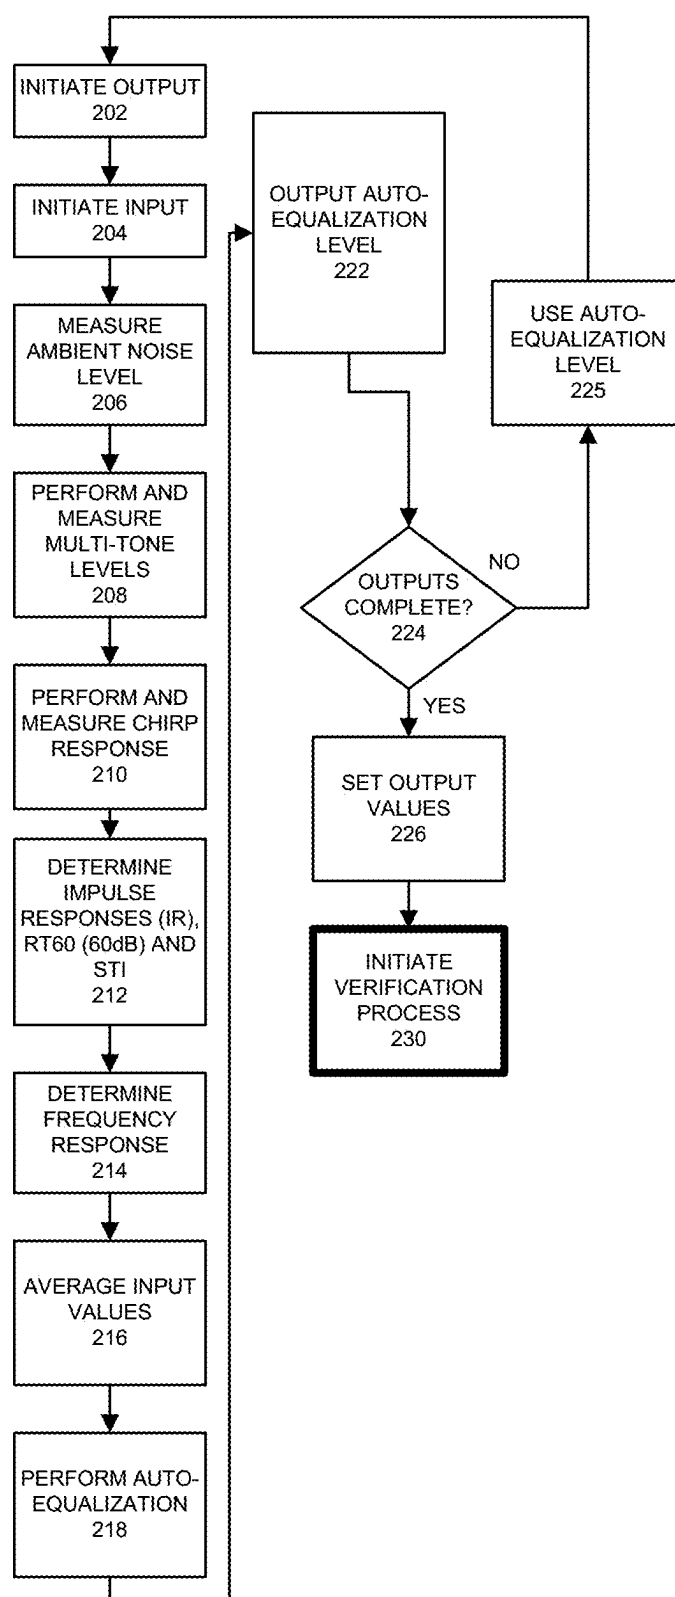 INITIATE OUTPUT
202
INITIATE INPUT
204
MEASURE
AMBIENT NOISE
LEVEL
206
PERFORM AND
MEASURE
MULTI-TONE
LEVELS
208
PERFORM AND
MEASURE CHIRP
RESPONSE
210
DETERMINE
IMPULSE
RESPONSES (IR),
RT60 (60dB) AND
STI
212
DETERMINE
FREQUENCY
RESPONSE
214
AVERAGE INPUT
VALUES
216
PERFORM AUTO-
EQUALIZATION
218
OUTPUT AUTO-
EQUALIZATION
LEVEL
222
OUTPUTS
COMPLETE?
224
NO
USE AUTO-
EQUALIZATION
LEVEL
225
YES
SET OUTPUT
VALUES
226
INITIATE
VERIFICATION
PROCESS
230